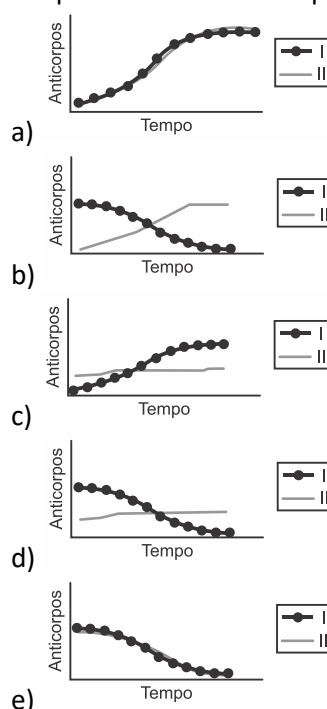 Anticorpos
I
II
Tempo
a)
Anticorpos
I
II
Tempo
b)
Anticorpos
I
II
Tempo
c)
Anticorpos
I
II
Tempo
d)
Anticorpos
I
II
Tempo
e)